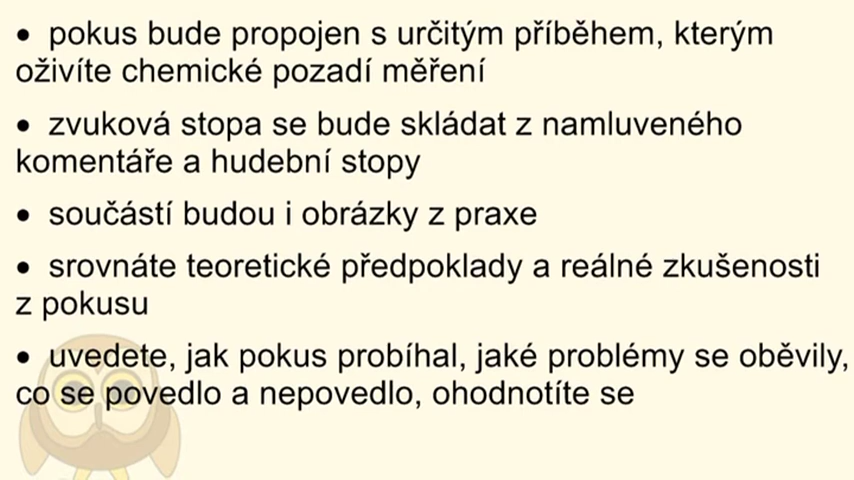 • pokus bude propojen s určitým příběhem, kterým
oživíte chemické pozadí měření
• zvuková stopa se bude skládat z namluveného
komentáře a hudební stopy
• součástí budou i obrázky z praxe
• srovnáte teoretické předpoklady a reálné zkušenosti
z pokusu
• uvedete, jak pokus probíhal, jaké problémy se oběvily,
co se povedlo a nepovedlo, ohodnotíte se